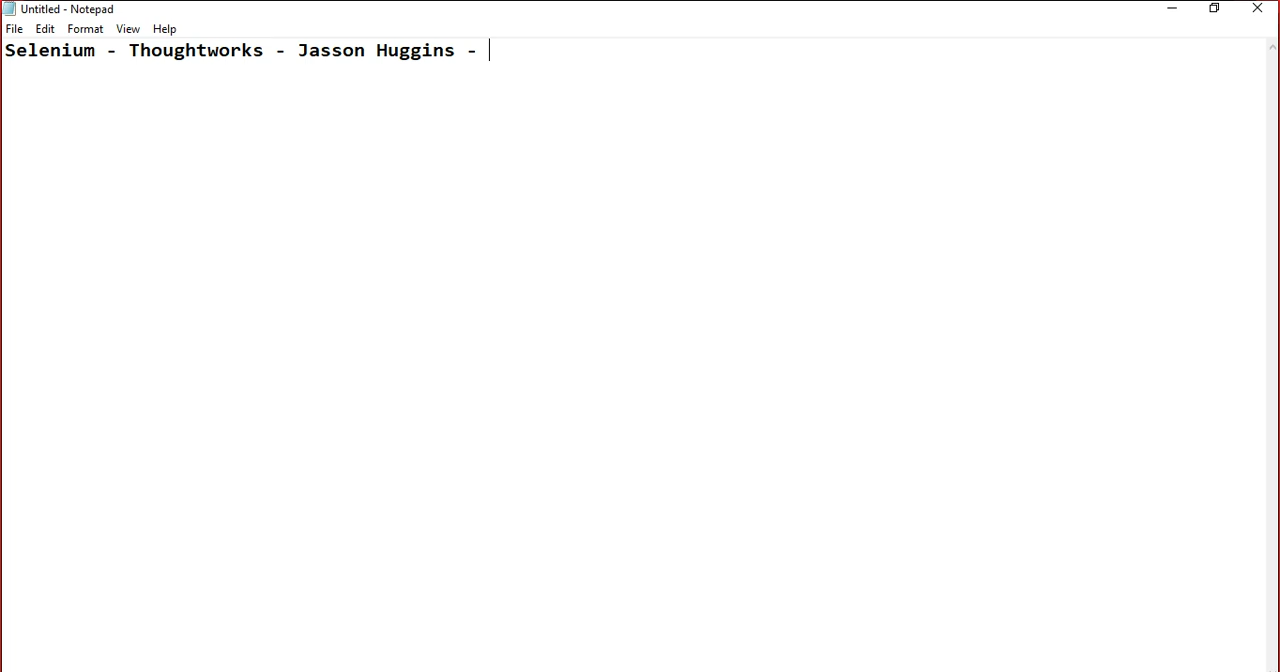 Untitled - Notepad
File Edit Format View Help
Selenium - Thoughtworks - Jasson Huggins -